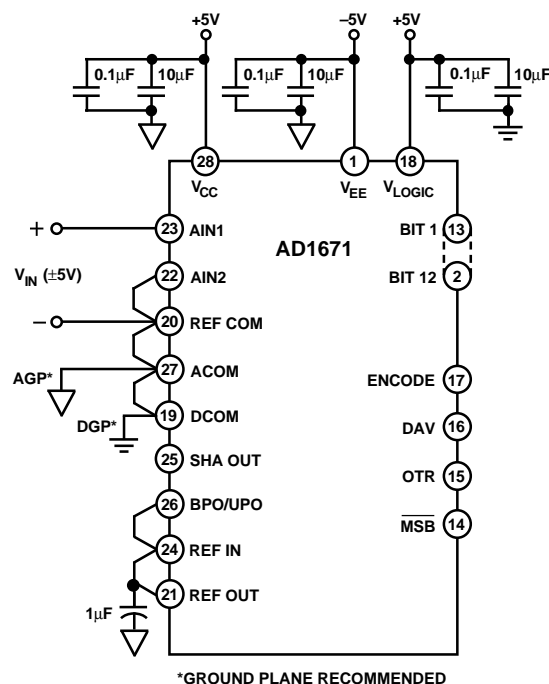 +5V –5V +5V
0.1μF 10μF 0.1μF 10μF 0.1μF 10μF
28 1 18
VCC VEE VLOGIC
AD1671
+ 23 AIN1 BIT 1 13
VIN (±5V) 22 AIN2 BIT 12 2
– 20 REF COM
AGP* 27 ACOM ENCODE 17
DGP* 19 DCOM DAV 16
25 SHA OUT OTR 15
26 BPO/UPO MSB 14
24 REF IN
1μF 21 REF OUT
*GROUND PLANE RECOMMENDED